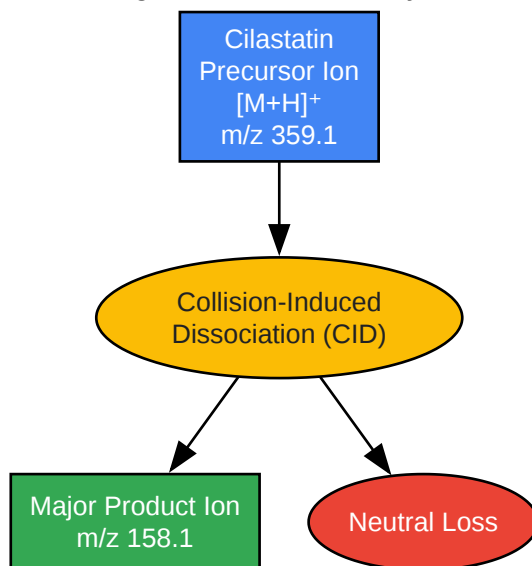 Cilastatin
Precursor Ion
[M+H]⁺
m/z 359.1
Collision-Induced
Dissociation (CID)
Major Product Ion
m/z 158.1
Neutral Loss